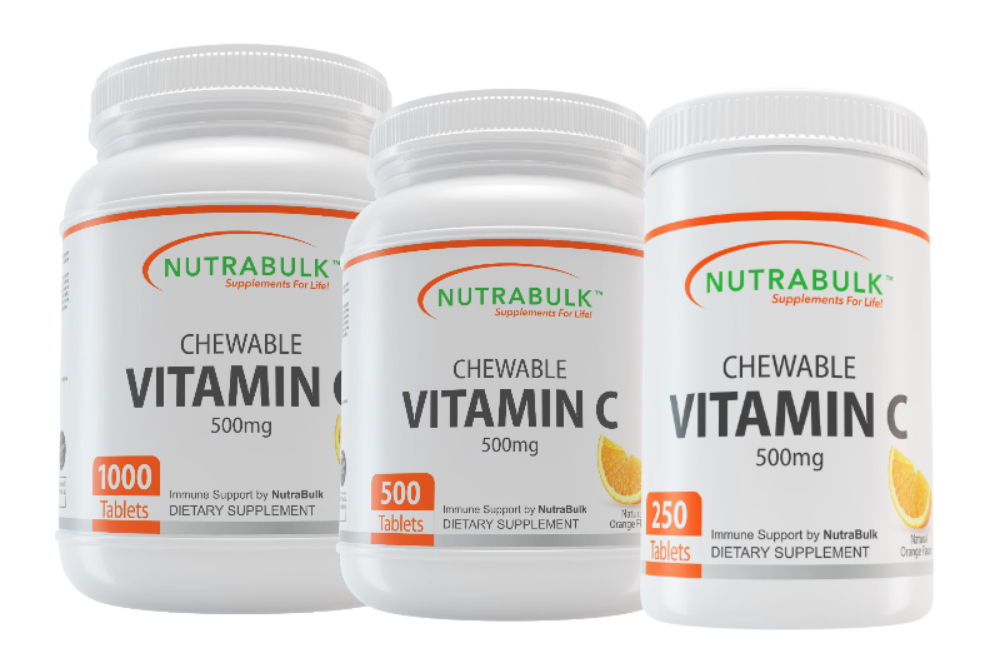 NUTRABULK™
Supplements For Life!
CHEWABLE
VITAMIN
500mg
1000
Tablets
Immune Support by NutraBulk
DIETARY SUPPLEMENT
NUTRABULK™
Supplements For Life!
CHEWABLE
VITAMIN C
500mg
500
Tablets
Immune Support by NutraBulk
DIETARY SUPPLEMENT
Orange
NUTRABULK™
Supplements For Life!
CHEWABLE
VITAMIN C
500mg
250
Tablets
Immune Support by NutraBulk
DIETARY SUPPLEMENT
Natural
Orange